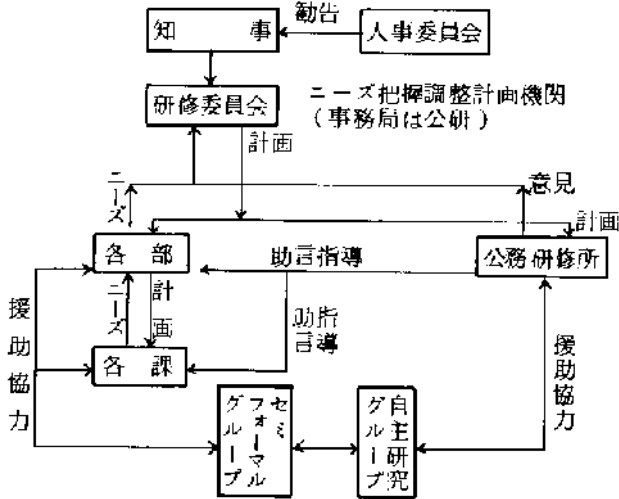 勧告
知事
人事委員会
研修委員会
ニーズ把握調整計画機関
(事務局は公研)
計画
ニーズ
意見
計画
各部
助言指導
公務研修所
ニーズ
計画
助言指導
援助協力
各課
援助協力
セミフォーマルグループ
自主研究グループ